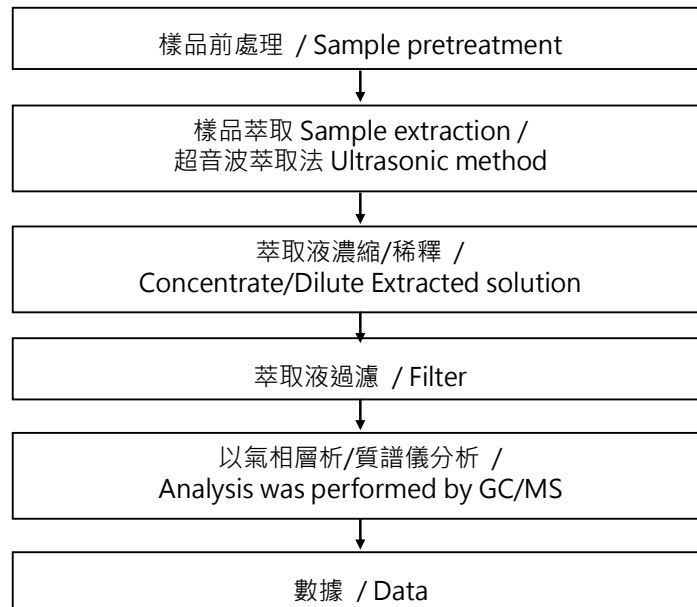 樣品前處理 / Sample pretreatment
樣品萃取 Sample extraction /
超音波萃取法 Ultrasonic method
萃取液濃縮/稀釋 /
Concentrate/Dilute Extracted solution
萃取液過濾 / Filter
以氣相層析/質譜儀分析 /
Analysis was performed by GC/MS
數據 / Data